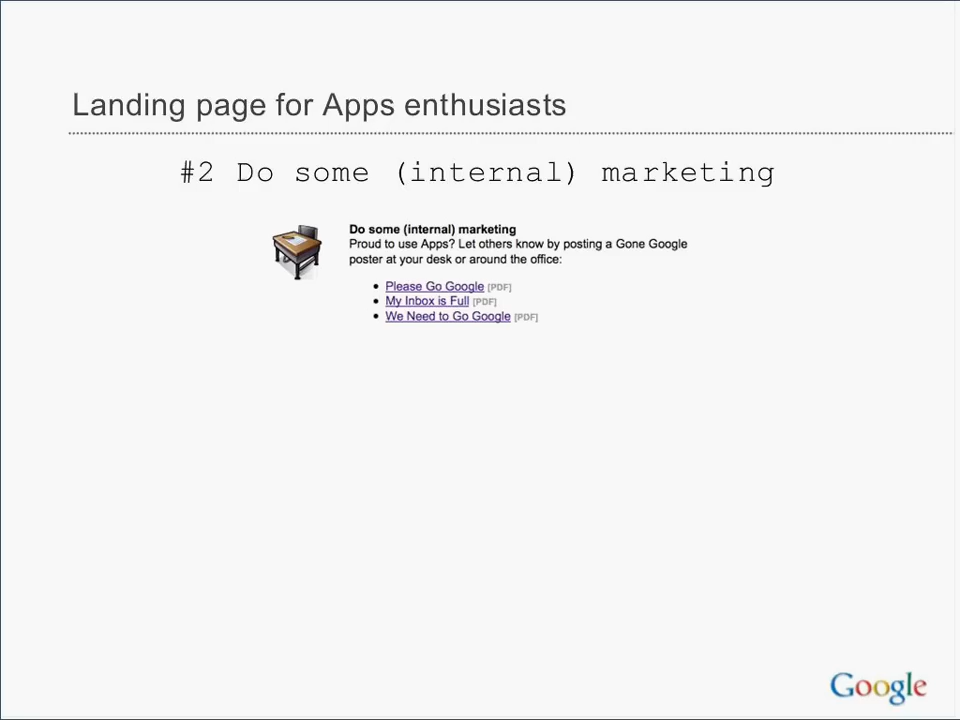 Landing page for Apps enthusiasts
#2 Do some (internal) marketing
Do some (internal) marketing
Proud to use Apps? Let others know by posting a Gone Google
poster at your desk or around the office:
• Please Go Google [PDF]
• My Inbox is Full [PDF]
• We Need to Go Google [PDF]
Google